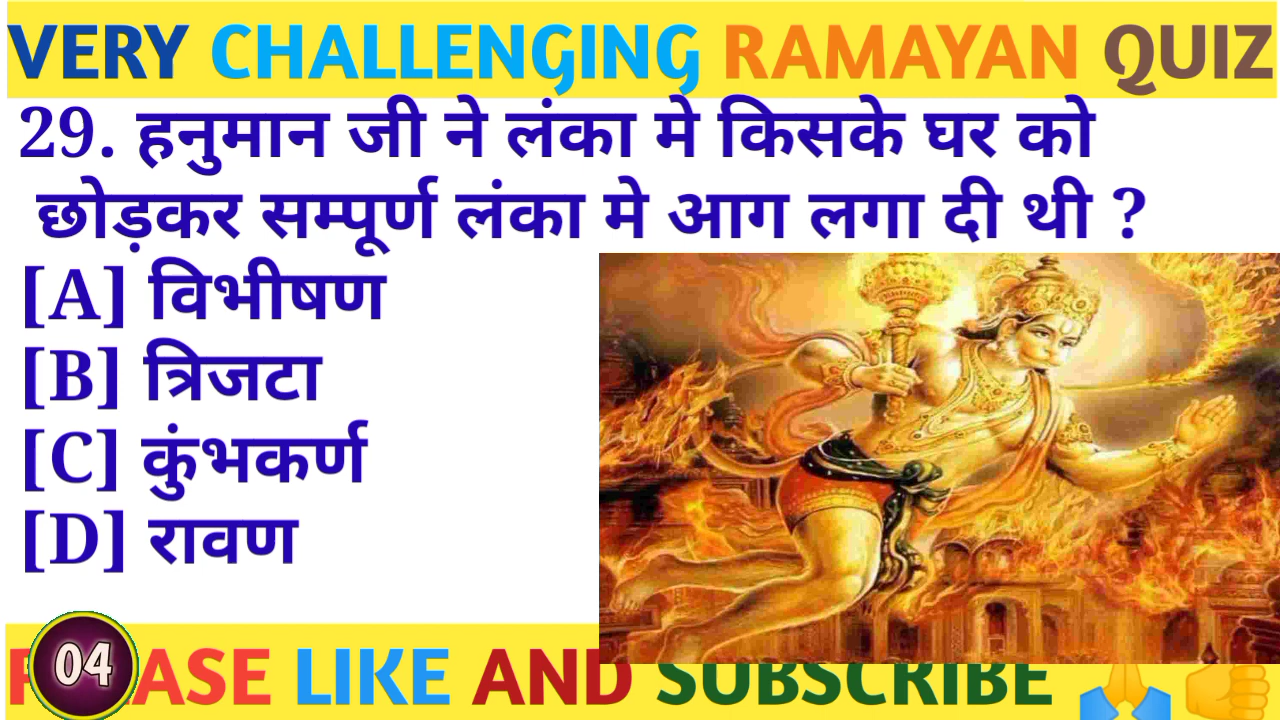 VERY CHALLENGING RAMAYAN QUIZ
29. हनुमान जी ने लंका मे किसके घर को
छोड़कर सम्पूर्ण लंका मे आग लगा दी थी ?
[A] विभीषण
[B] त्रिजटा
[C] कुंभकर्ण
[D] रावण
04
LIKE AND SUBSCRIBE